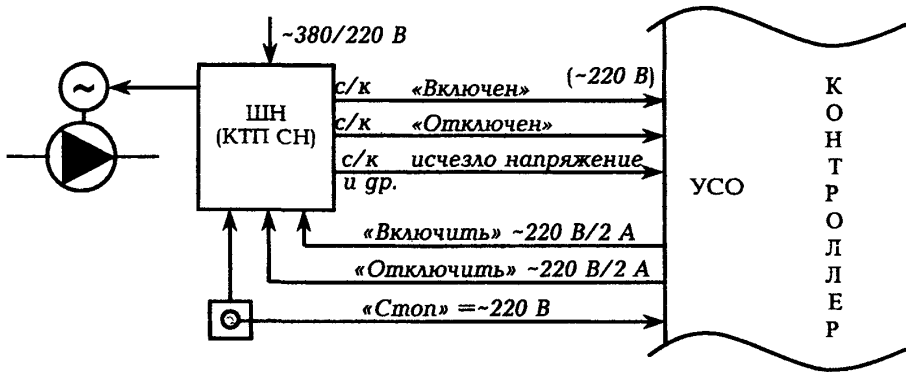 ~380/220 В
с/к «Включен» (~220 В)
~
ШН
(КТП СН)
с/к «Отключен»
с/к исчезло напряжение
и др.
УСО
КОНТРОЛЛЕР
«Включить» ~220 В/2 А
«Отключить» ~220 В/2 А
«Стоп» =~220 В